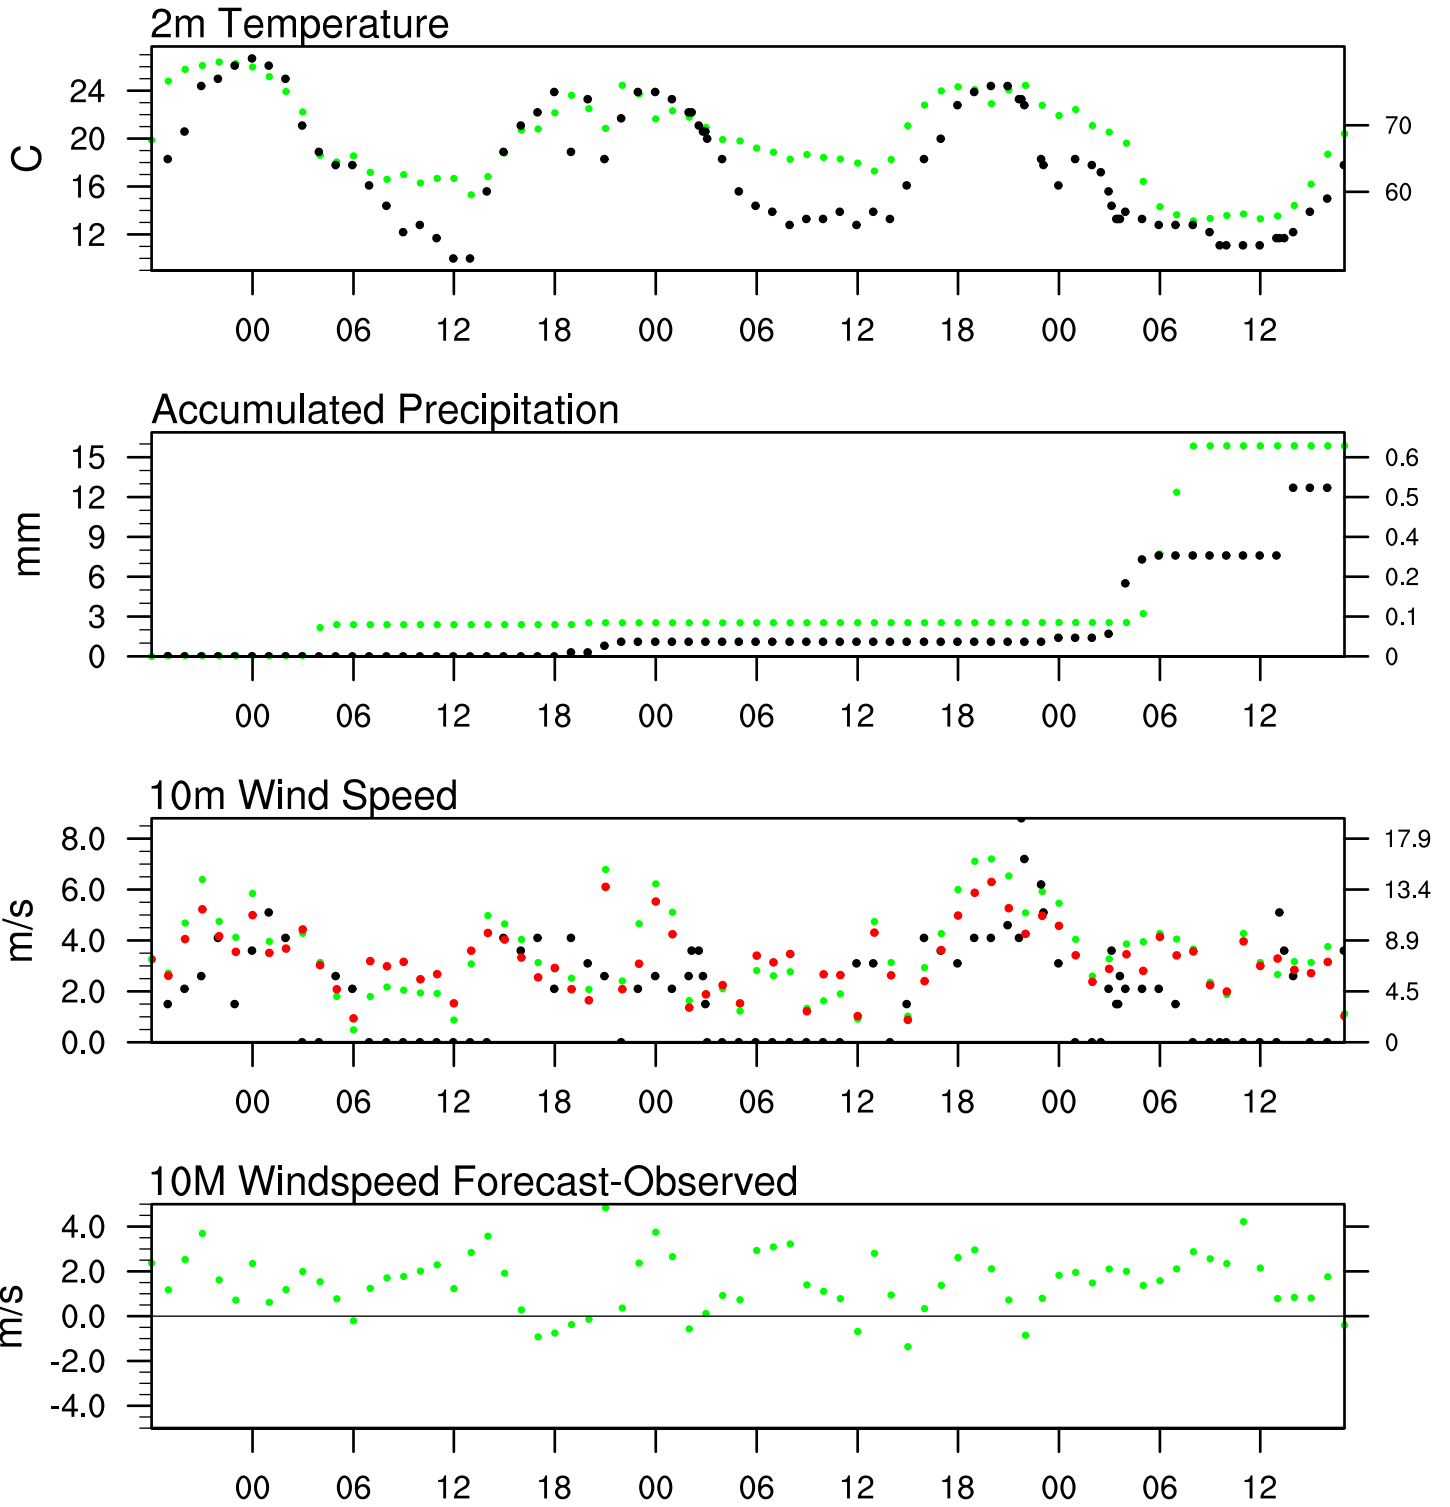 2m Temperature
24
20
16
12
C
70
60
00 06 12 18 00 06 12 18 00 06 12
Accumulated Precipitation
15
12
9
6
3
0
mm
0.6
0.5
0.4
0.2
0.1
0
00 06 12 18 00 06 12 18 00 06 12
10m Wind Speed
8.0
6.0
4.0
2.0
0.0
m/s
17.9
13.4
8.9
4.5
0
00 06 12 18 00 06 12 18 00 06 12
10M Windspeed Forecast-Observed
4.0
2.0
0.0
-2.0
-4.0
m/s
00 06 12 18 00 06 12 18 00 06 12